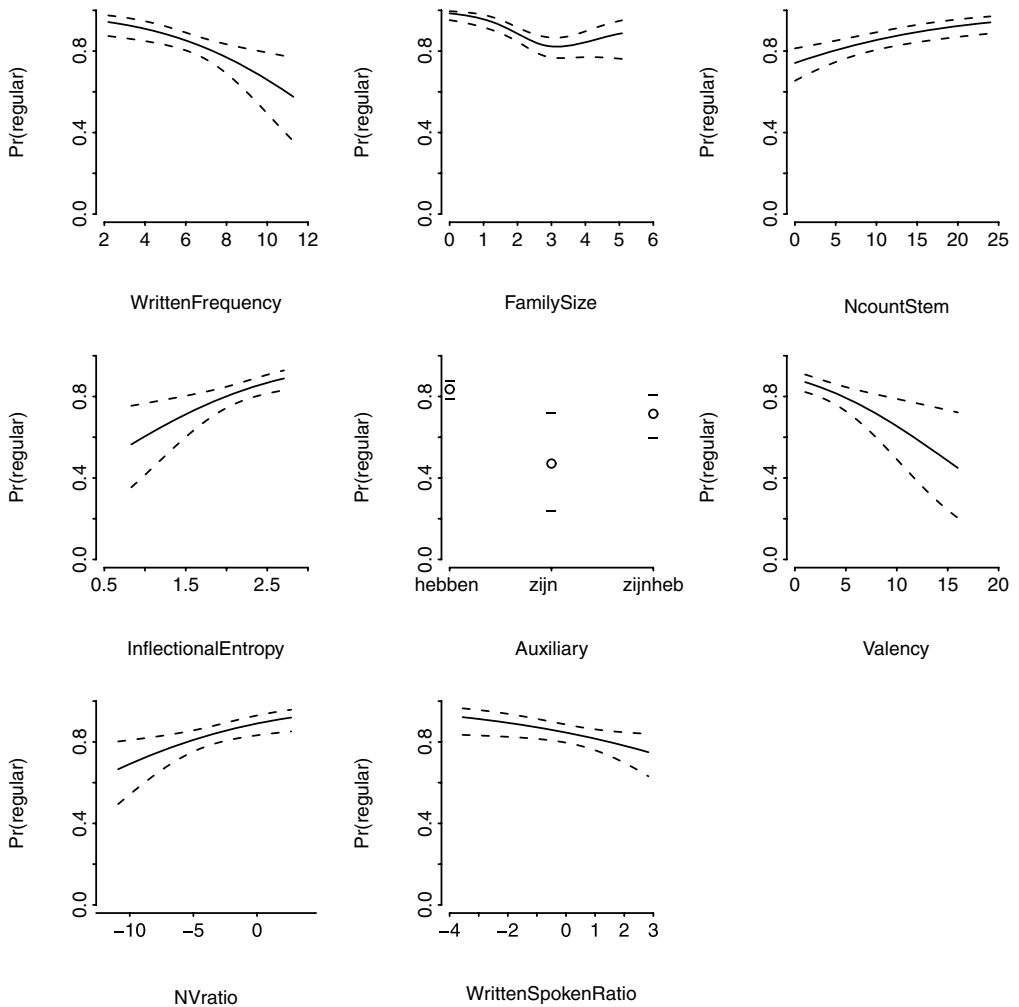 Pr(regular)
0.0 0.4 0.8
2 4 6 8 10 12
WrittenFrequency
Pr(regular)
0.0 0.4 0.8
0 1 2 3 4 5 6
FamilySize
Pr(regular)
0.0 0.4 0.8
0 5 10 15 20 25
NcountStem
Pr(regular)
0.0 0.4 0.8
0.5 1.5 2.5
InflectionalEntropy
Pr(regular)
0.0 0.4 0.8
hebben zijn zijnheb
Auxiliary
Pr(regular)
0.0 0.4 0.8
0 5 10 15 20
Valency
Pr(regular)
0.0 0.4 0.8
−10 −5 0
NVratio
Pr(regular)
0.0 0.4 0.8
−4 −2 0 1 2 3
WrittenSpokenRatio